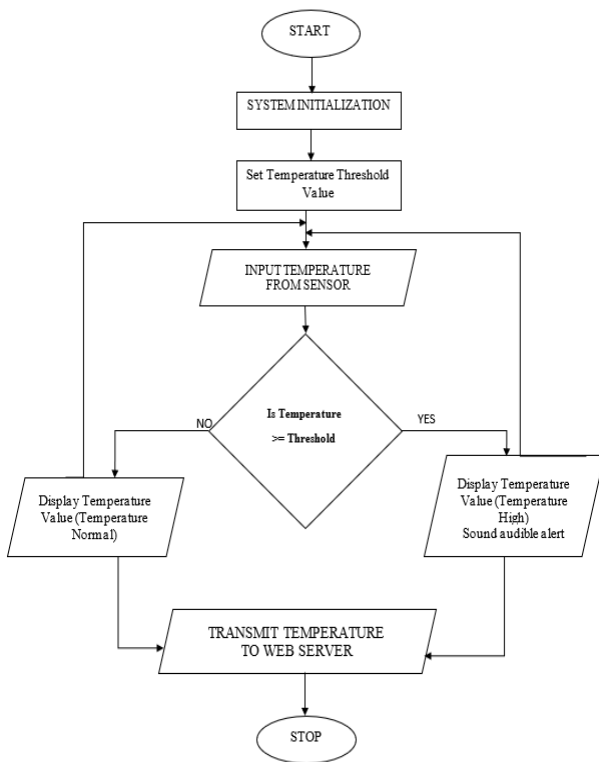 START
SYSTEM INITIALIZATION
Set Temperature Threshold
Value
INPUT TEMPERATURE
FROM SENSOR
Is Temperature
>= Threshold
NO
YES
Display Temperature
Value (Temperature
Normal)
Display Temperature
Value (Temperature
High)
Sound audible alert
TRANSMIT TEMPERATURE
TO WEB SERVER
STOP